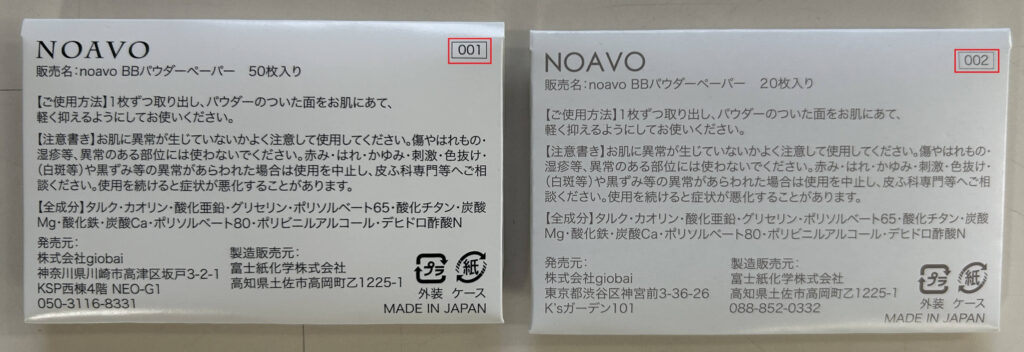 NOAVO
001
販売名:noavo BBパウダーペーパー 50枚入り
【ご使用方法】1枚ずつ取り出し、パウダーのついた面をお肌にあて、
軽く抑えるようにしてお使いください。
【注意書き】お肌に異常が生じていないかよく注意して使用してください。傷やはれもの・
湿疹等、異常のある部位には使わないでください。赤み・はれ・かゆみ・刺激・色抜け・
(白斑等)や黒ずみ等の異常があらわれた場合は使用を中止し、皮ふ科専門等へご相
談ください。使用を続けると症状が悪化することがあります。
【全成分】タルク・カオリン・酸化亜鉛・グリセリン・ポリソルベート65・酸化チタン・炭酸
Mg・酸化鉄・炭酸Ca・ポリソルベート80・ポリビニルアルコール・デヒドロ酢酸N
発売元:
株式会社giobai
神奈川県川崎市高津区坂戸3-2-1
KSP西棟4階 NEO-G1
050-3116-8331
製造販売元:
富士紙化学株式会社
高知県土佐市高岡町乙1225-1
プラ
外装
紙
ケース
MADE IN JAPAN
NOAVO
002
販売名:noavo BBパウダーペーパー 20枚入り
【ご使用方法】1枚ずつ取り出し、パウダーのついた面をお肌にあて、
軽く抑えるようにしてお使いください。
【注意書き】お肌に異常が生じていないかよく注意して使用してください。傷やはれもの・
湿疹等、異常のある部位には使わないでください。赤み・はれ・かゆみ・刺激・色抜け・
(白斑等)や黒ずみ等の異常があらわれた場合は使用を中止し、皮ふ科専門等へご相
談ください。使用を続けると症状が悪化することがあります。
【全成分】タルク・カオリン・酸化亜鉛・グリセリン・ポリソルベート65・酸化チタン・炭酸
Mg・酸化鉄・炭酸Ca・ポリソルベート80・ポリビニルアルコール・デヒドロ酢酸N
発売元:
株式会社giobai
東京都渋谷区神宮前3-36-26
K'sガーデン101
製造販売元:
富士紙化学株式会社
高知県土佐市高岡町乙1225-1
088-852-0332
プラ
外装
紙
ケース
MADE IN JAPAN